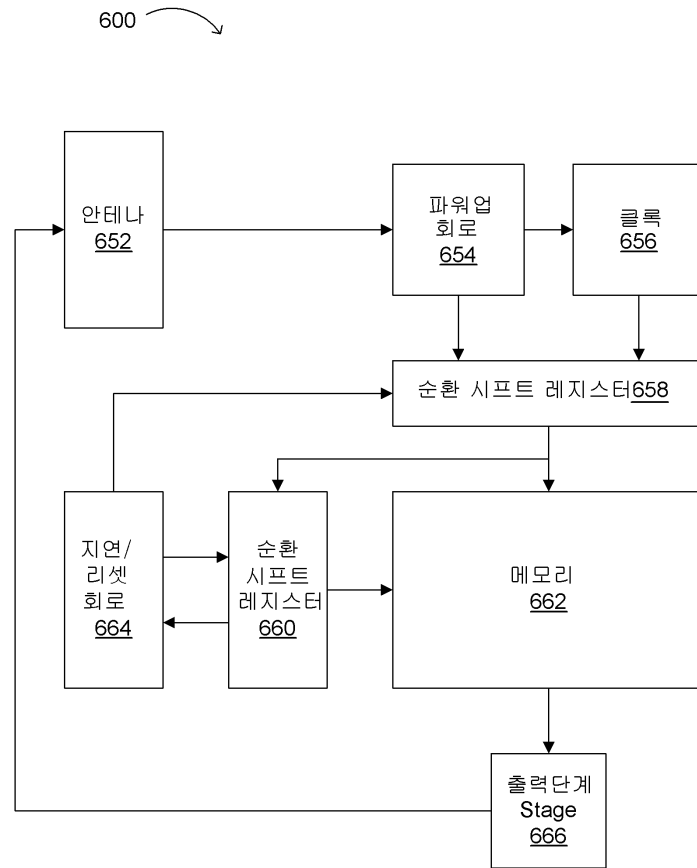 600
안테나
652
파워업
회로
654
클록
656
순환 시프트 레지스터658
지연/
리셋
회로
664
순환
시프트
레지스터
660
메모리
662
출력단계
Stage
666